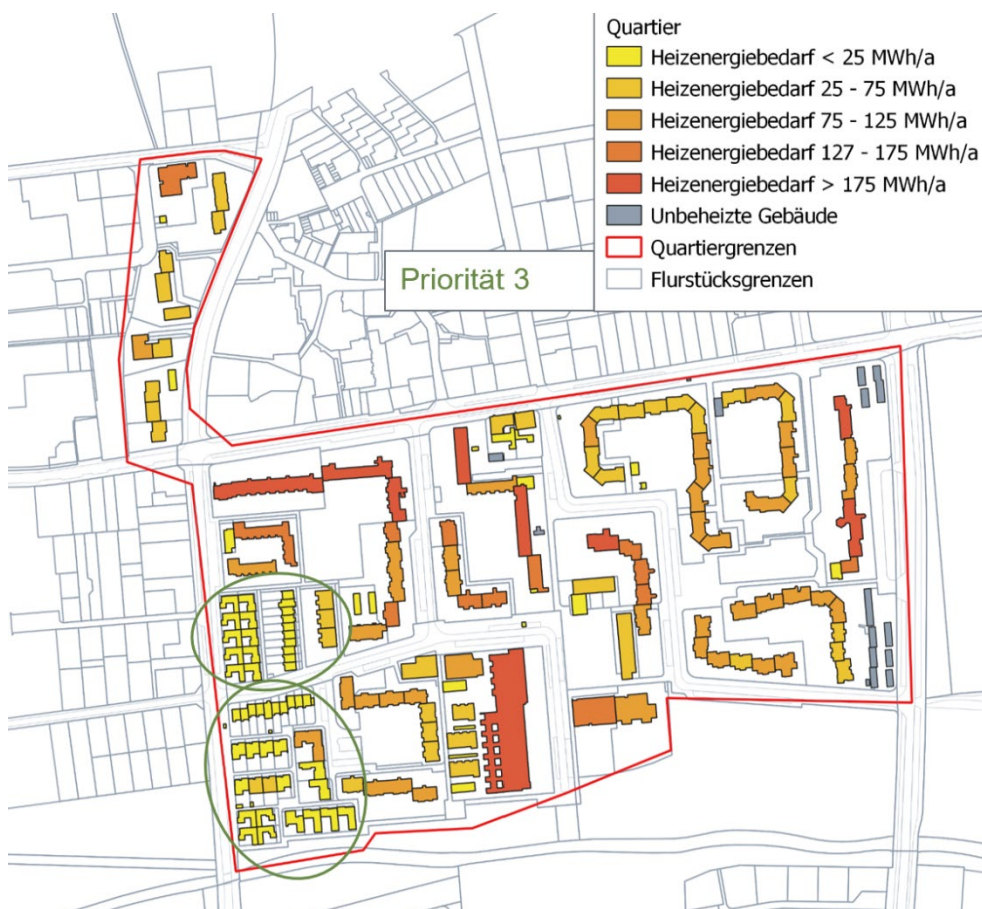 Quartier
Heizenergiebedarf < 25 MWh/a
Heizenergiebedarf 25 - 75 MWh/a
Heizenergiebedarf 75 - 125 MWh/a
Heizenergiebedarf 127 - 175 MWh/a
Heizenergiebedarf > 175 MWh/a
Unbeheizte Gebäude
Quartiergrenzen
Flurstücksgrenzen
Priorität 3